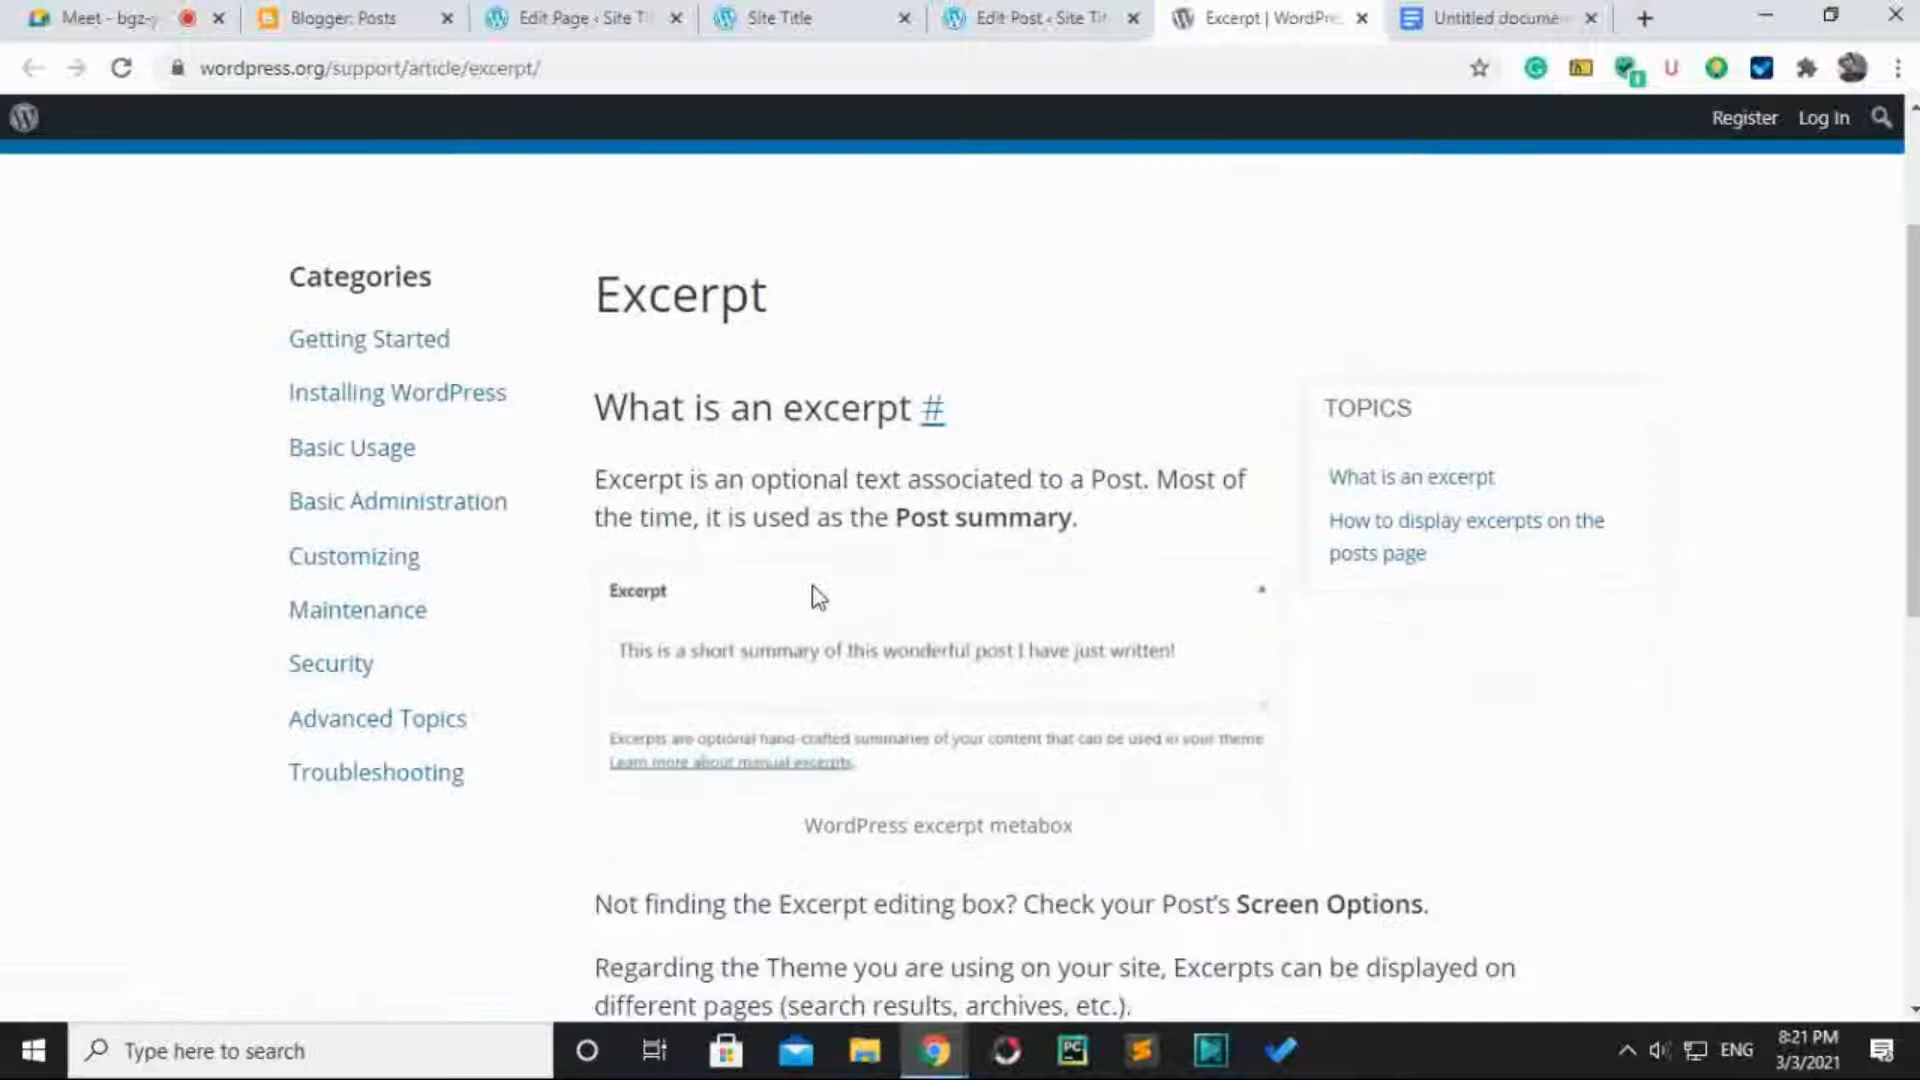 Meet - bgz-
Blogger: Posts
Edit Page ‹ Site T
Site Title
Edit Post ‹ Site Tit
Excerpt | WordPre
Untitled docume
wordpress.org/support/article/excerpt/
Register
Log In
Categories
Getting Started
Installing WordPress
Basic Usage
Basic Administration
Customizing
Maintenance
Security
Advanced Topics
Troubleshooting
Excerpt
What is an excerpt #
Excerpt is an optional text associated to a Post. Most of
the time, it is used as the Post summary.
Excerpt
This is a short summary of this wonderful post I have just written!
Excerpts are optional hand-crafted summaries of your content that can be used in your theme
Learn more about manual excerpts.
WordPress excerpt metabox
Not finding the Excerpt editing box? Check your Post’s Screen Options.
Regarding the Theme you are using on your site, Excerpts can be displayed on
different pages (search results, archives, etc.).
TOPICS
What is an excerpt
How to display excerpts on the
posts page
Type here to search
PC
ENG
8:21 PM
3/3/2021